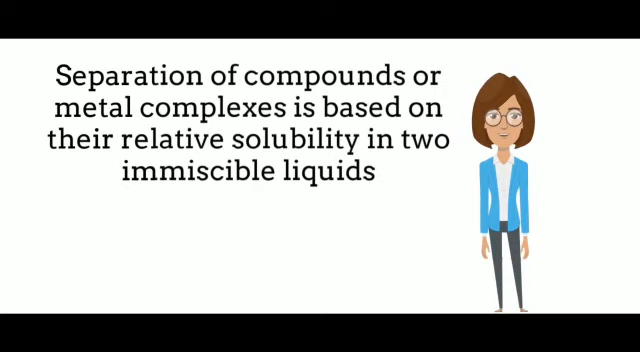 Separation of compounds or
metal complexes is based on
their relative solubility in two
immiscible liquids